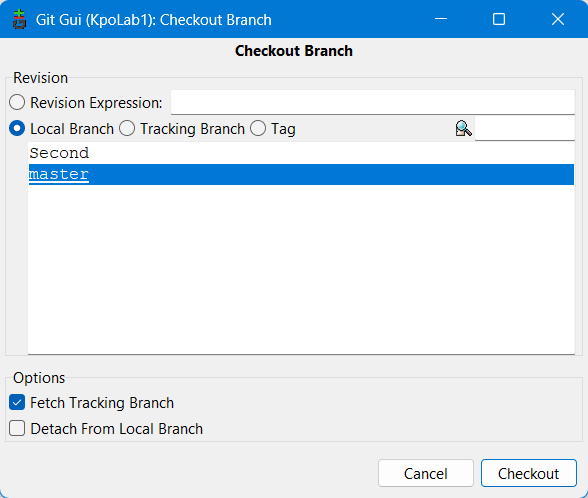 Git Gui (KpoLab1): Checkout Branch
Checkout Branch
Revision
Revision Expression:
Local Branch Tracking Branch Tag
Second
master
Options
Fetch Tracking Branch
Detach From Local Branch
Cancel Checkout